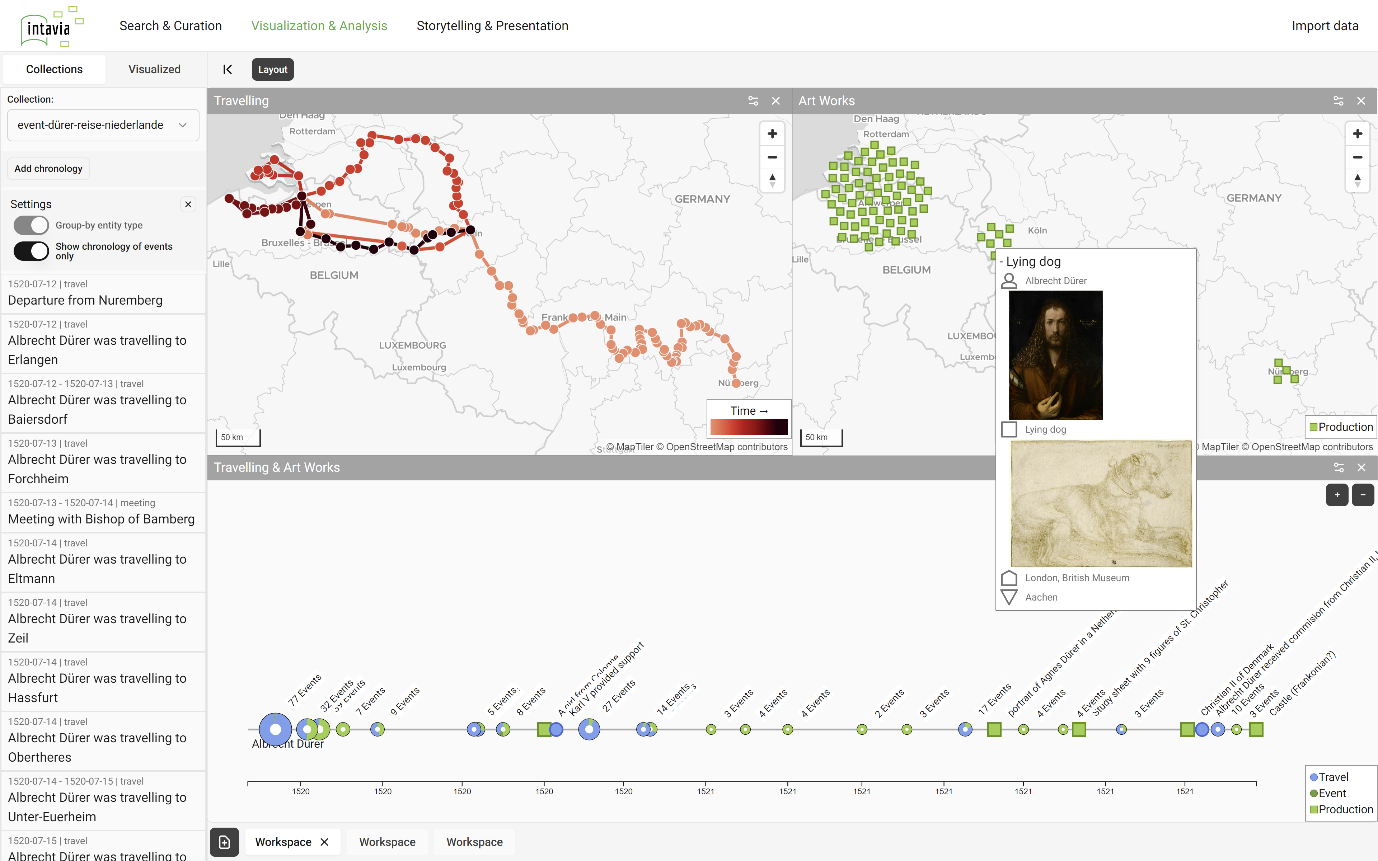 intavia
Search & Curation
Visualization & Analysis
Storytelling & Presentation
Import data
Collections
Visualized
Layout
Collection:
event-dürer-reise-niederlande
Add chronology
Settings
Group-by entity type
Show chronology of events
only
1520-07-12 | travel
Departure from Nuremberg
1520-07-12 | travel
Albrecht Dürer was travelling to
Erlangen
1520-07-12 - 1520-07-13 | travel
Albrecht Dürer was travelling to
Baiersdorf
1520-07-13 | travel
Albrecht Dürer was travelling to
Forchheim
1520-07-13 - 1520-07-14 | meeting
Meeting with Bishop of Bamberg
1520-07-14 | travel
Albrecht Dürer was travelling to
Eltmann
1520-07-14 | travel
Albrecht Dürer was travelling to
Zeil
1520-07-14 | travel
Albrecht Dürer was travelling to
Hassfurt
1520-07-14 | travel
Albrecht Dürer was travelling to
Obertheres
1520-07-14 - 1520-07-15 | travel
Albrecht Dürer was travelling to
Unter-Euerheim
1520-07-15 | travel
Albrecht Dürer was travelling to
Travelling
Den Haag
Rotterdam
GERMANY
Lille
BELGIUM
LUXEMBOURG
Luxembourg
50 km
Time →
© MapTiler © OpenStreetMap contributors
Art Works
Den Haag
Rotterdam
GERMANY
Köln
Lille
BELGIUM
Nürnberg
50 km
Production
MapTiler © OpenStreetMap contributors
- Lying dog
Albrecht Dürer
Lying dog
London, British Museum
Aachen
Travelling & Art Works
+
−
77 Events
32 Events
7 Events
9 Events
5 Events
8 Events
Karl V provided support
27 Events
14 Events
3 Events
4 Events
4 Events
2 Events
3 Events
17 Events
portrait of Agnes Dürer in a Nether
4 Events
4 Events
Study sheet with 9 figures of St. Christopher
3 Events
Christian II of Denmark
Albrecht Dürer received commision from Christian II,
10 Events
3 Events
Castle (Frankonian?)
Albrecht Dürer
1520
1520
1520
1520
1520
1521
1521
1521
1521
1521
1521
1521
Travel
Event
Production
Workspace
Workspace
Workspace